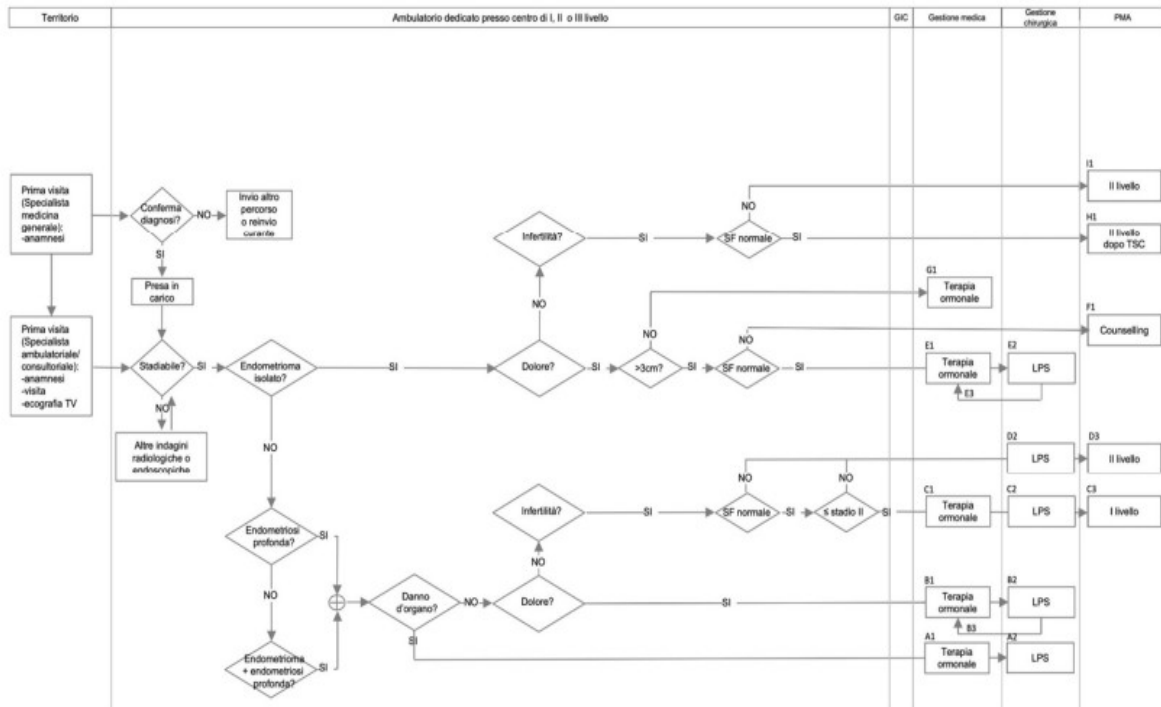 Territorio
Ambulatorio dedicato presso centro di I, II o III livello
GIC
Gestione medica
Gestione
chirurgica
PMA
Prima visita
(Specialista
medicina
generale):
-anamnesi
Conferma
diagnosi?
NO
Invio altro
percorso
o reinvio
curante
SI
Presa in
carico
Prima visita
(Specialista
ambulatoriale/
consultoriale):
-anamnesi
-visita
-ecografia TV
Stadiabile?
SI
NO
Altre indagini
radiologiche o
endoscopiche
Endometrioma
isolato?
SI
NO
Dolore?
NO
Infertilità?
SI
SF normale
NO
I1
II livello
SI
H1
II livello
dopo TSC
SI
>3cm?
NO
G1
Terapia
ormonale
SI
SF normale
NO
F1
Counselling
SI
E1
Terapia
ormonale
E2
LPS
E3
Endometriosi
profonda?
SI
NO
Endometrioma
+ endometriosi
profonda?
SI
Danno
d'organo?
NO
SI
Dolore?
NO
Infertilità?
SI
SF normale
NO
SI
≤ stadio II
NO
D2
LPS
D3
II livello
SI
C1
Terapia
ormonale
C2
LPS
C3
I livello
SI
B1
Terapia
ormonale
B2
LPS
B3
A1
Terapia
ormonale
A2
LPS